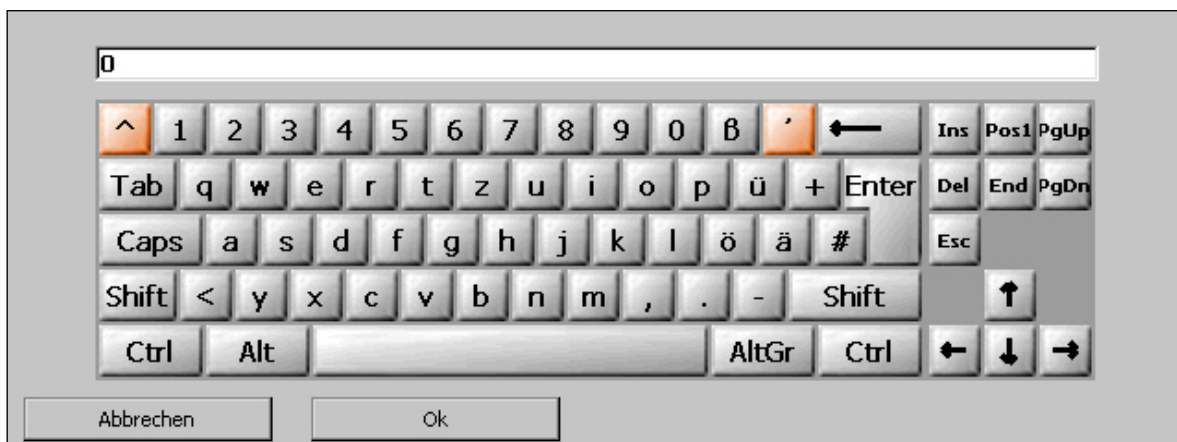 0
^ 1 2 3 4 5 6 7 8 9 0 ß ´ ← Ins Pos1 PgUp
Tab q w e r t z u i o p ü + Enter Del End PgDn
Caps a s d f g h j k l ö ä # Esc
Shift < y x c v b n m , . - Shift ↑
Ctrl Alt AltGr Ctrl ← ↓ →
Abbrechen Ok